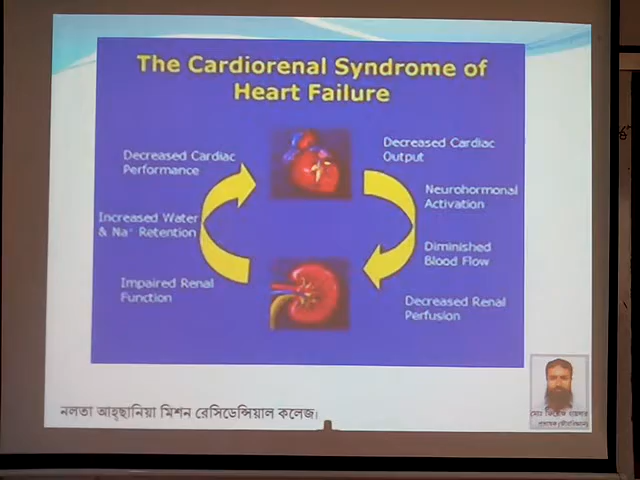 The Cardiorenal Syndrome of
Heart Failure
Decreased Cardiac
Performance
Increased Water
& Na⁺ Retention
Impaired Renal
Function
Decreased Cardiac
Output
Neurohormonal
Activation
Diminished
Blood Flow
Decreased Renal
Perfusion
নলতা আহ্ছানিয়া মিশন রেসিডেন্সিয়াল কলেজ।
মোঃ